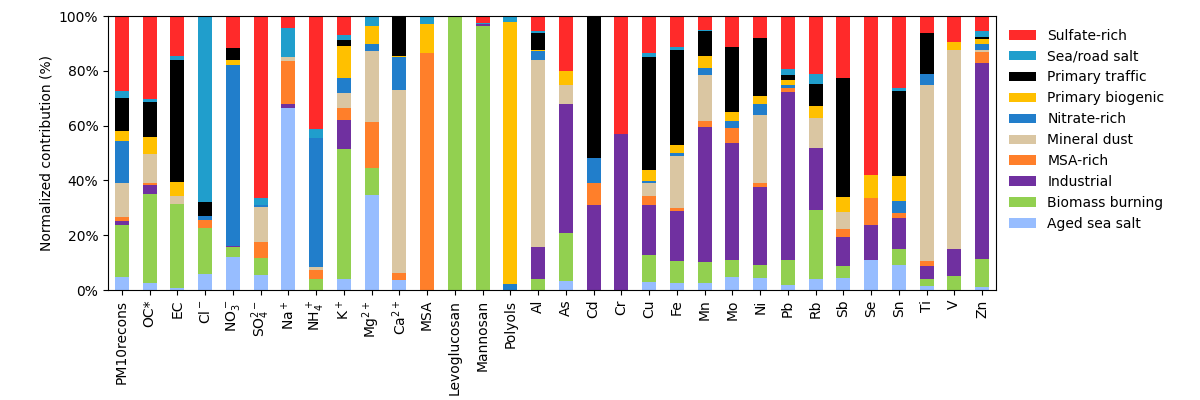 Normalized contribution (%)
100%
80%
60%
40%
20%
0%
PM10recons
OC*
EC
Cl⁻
NO₃⁻
SO₄²⁻
Na⁺
NH₄⁺
K⁺
Mg²⁺
Ca²⁺
MSA
Levoglucosan
Mannosan
Polyols
Al
As
Cd
Cr
Cu
Fe
Mn
Mo
Ni
Pb
Rb
Sb
Se
Sn
Ti
V
Zn
Sulfate-rich
Sea/road salt
Primary traffic
Primary biogenic
Nitrate-rich
Mineral dust
MSA-rich
Industrial
Biomass burning
Aged sea salt